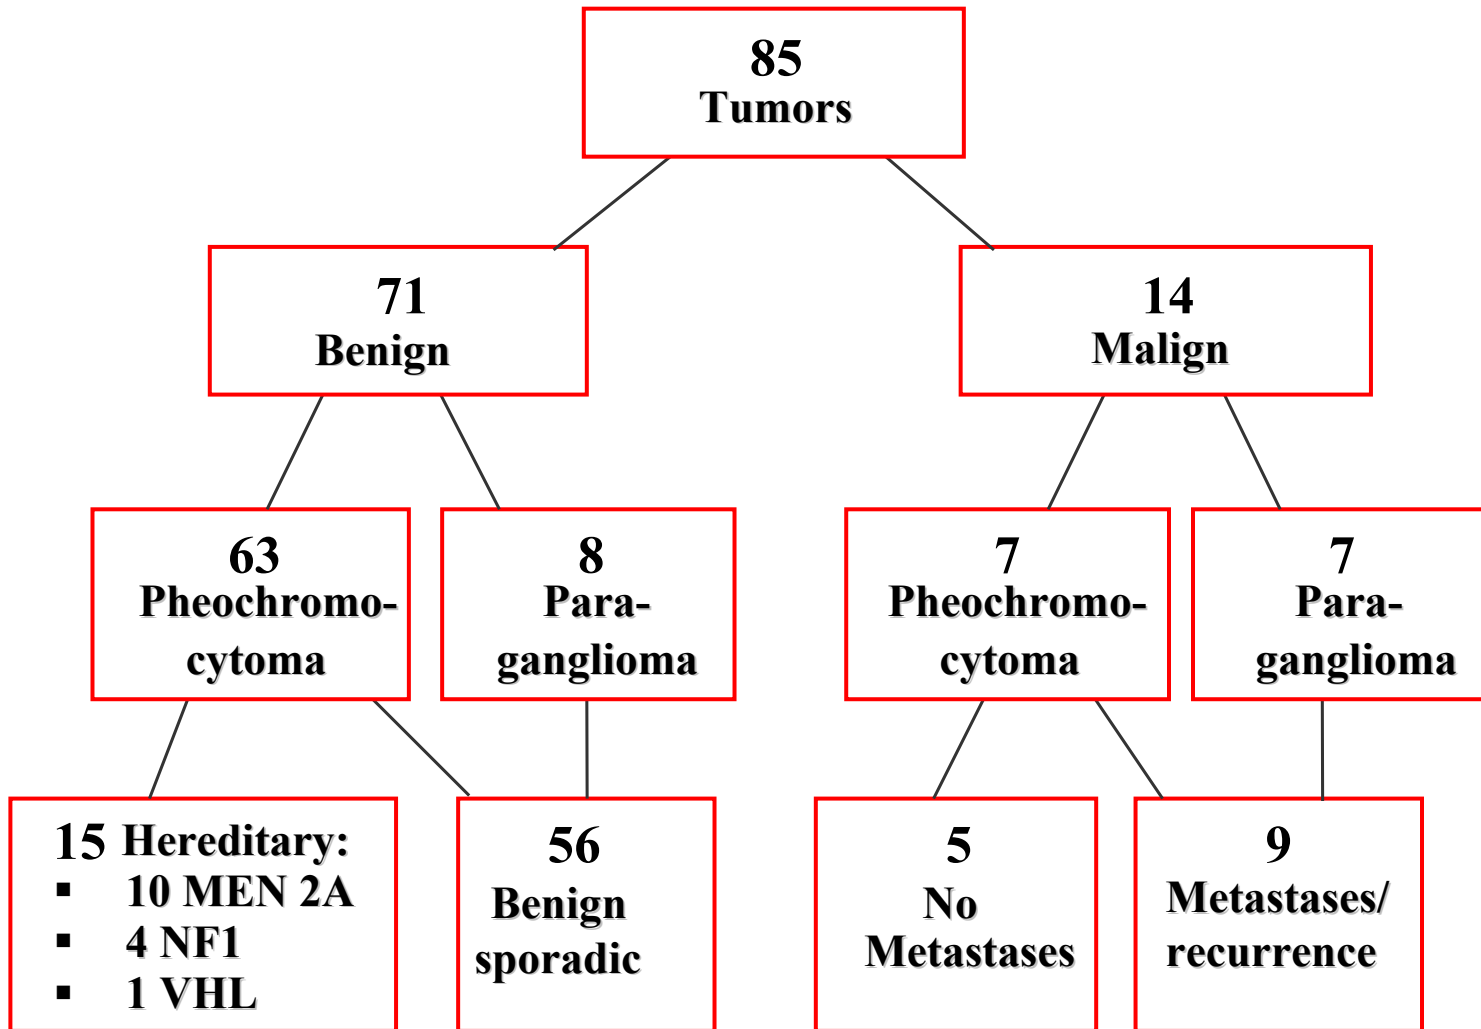 85
Tumors
71
Benign
14
Malign
63
Pheochromo-
cytoma
8
Para-
ganglioma
7
Pheochromo-
cytoma
7
Para-
ganglioma
15 Hereditary:
▪ 10 MEN 2A
▪ 4 NF1
▪ 1 VHL
56
Benign
sporadic
5
No
Metastases
9
Metastases/
recurrence